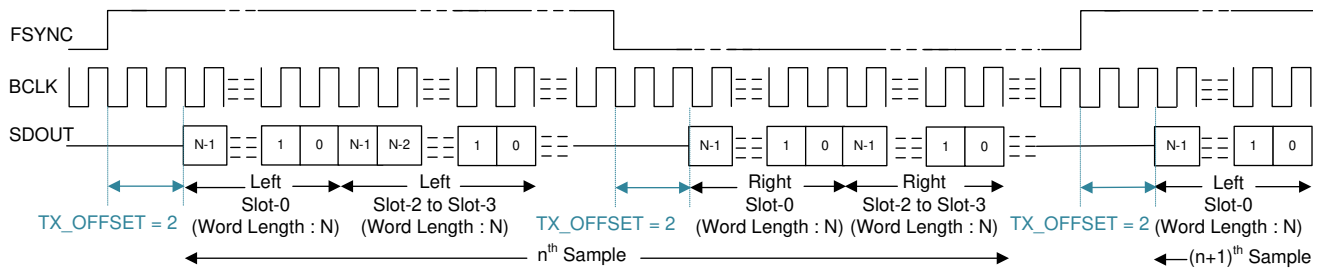 FSYNC
BCLK
SDOUT
N-1 1 0 N-1 N-2 1 0 N-1 1 0 N-1 1 0 N-1 1 0
Left Left Right Right Left
Slot-0 Slot-2 to Slot-3 Slot-0 Slot-2 to Slot-3 Slot-0
TX_OFFSET = 2 (Word Length : N) (Word Length : N) TX_OFFSET = 2 (Word Length : N) (Word Length : N) TX_OFFSET = 2 (Word Length : N)
nth Sample (n+1)th Sample